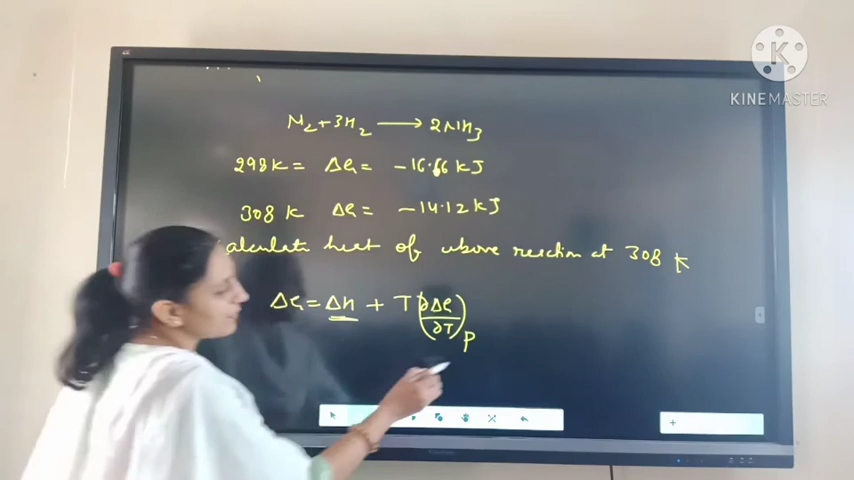 KINEMASTER
N₂ + 3H₂ ⟶ 2NH₃
298K = ΔG = -16.66 KJ
308 K ΔG = -14.12 KJ
alculate heat of above reaction at 308 K
ΔG = ΔH + T(∂ΔG/∂T)P